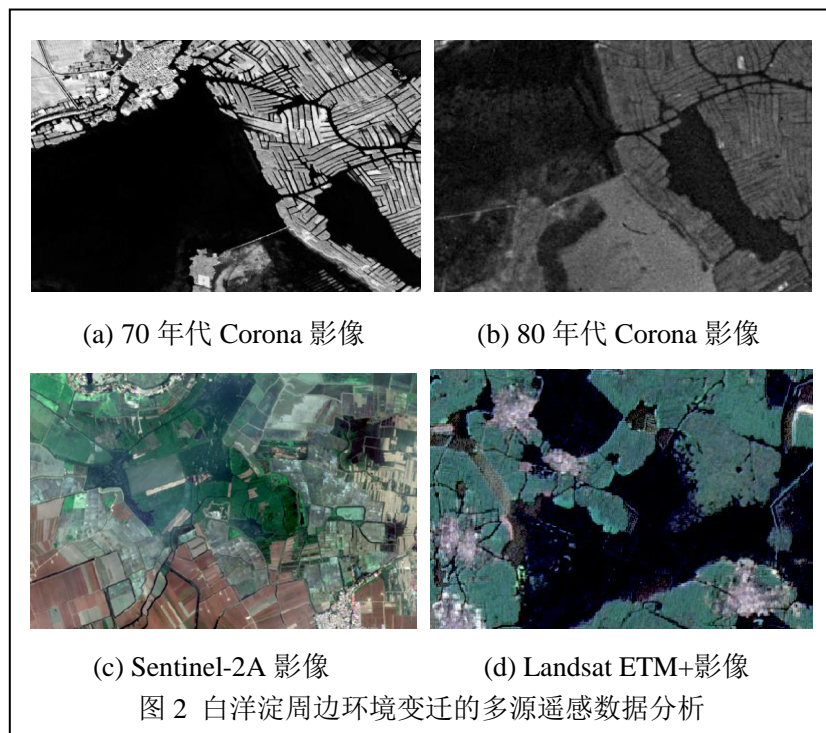 (a) 70 年代 Corona 影像
(b) 80 年代 Corona 影像
(c) Sentinel-2A 影像
(d) Landsat ETM+影像
图 2 白洋淀周边环境变迁的多源遥感数据分析